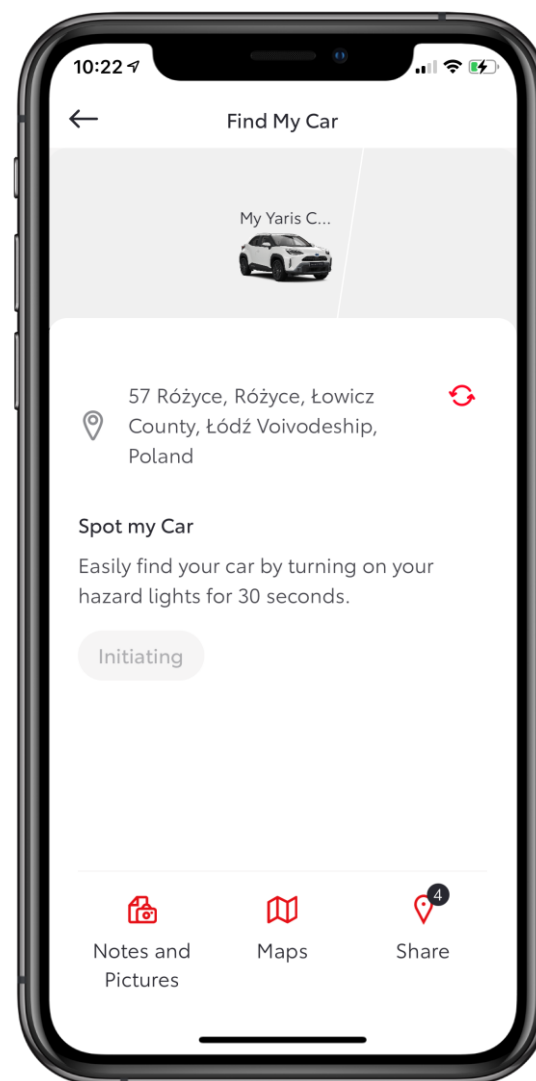 10:22
Find My Car
My Yaris C...
57 Różyce, Różyce, Łowicz
County, Łódź Voivodeship,
Poland
Spot my Car
Easily find your car by turning on your
hazard lights for 30 seconds.
Initiating
4
Notes and
Pictures
Maps
Share